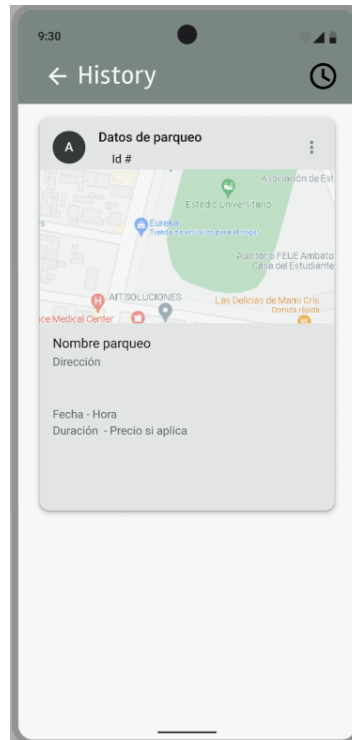 9:30
← History
A
Datos de parqueo
Id #
Asociación de Est
Estadio Universitario
Eureka
Tienda de artículos para el hogar
Auditorio FEUE Ambato
Casa del Estudiante
AIT SOLUCIONES
Las Delicias de Mami Cris
Comida rápida
ce Medical Center
Nombre parqueo
Dirección
Fecha - Hora
Duración - Precio si aplica